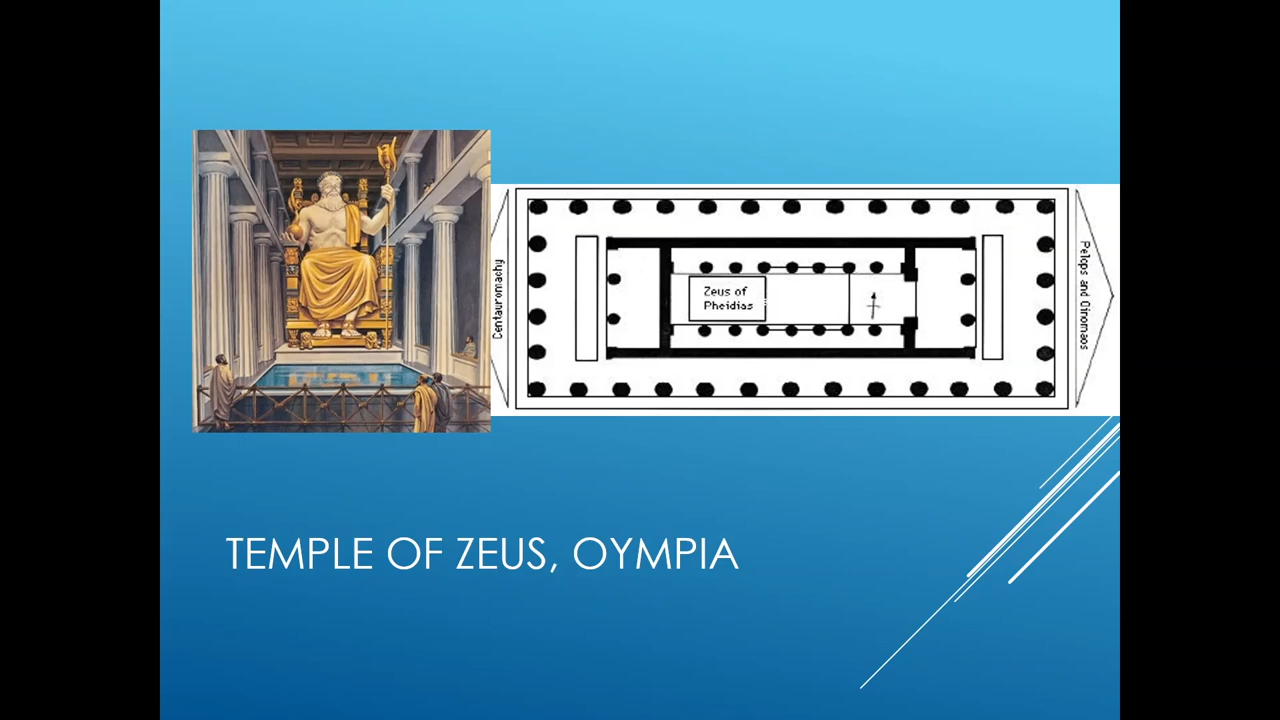 Centauromachy
Zeus of
Pheidias
Pelops and Oinomaos
TEMPLE OF ZEUS, OYMPIA